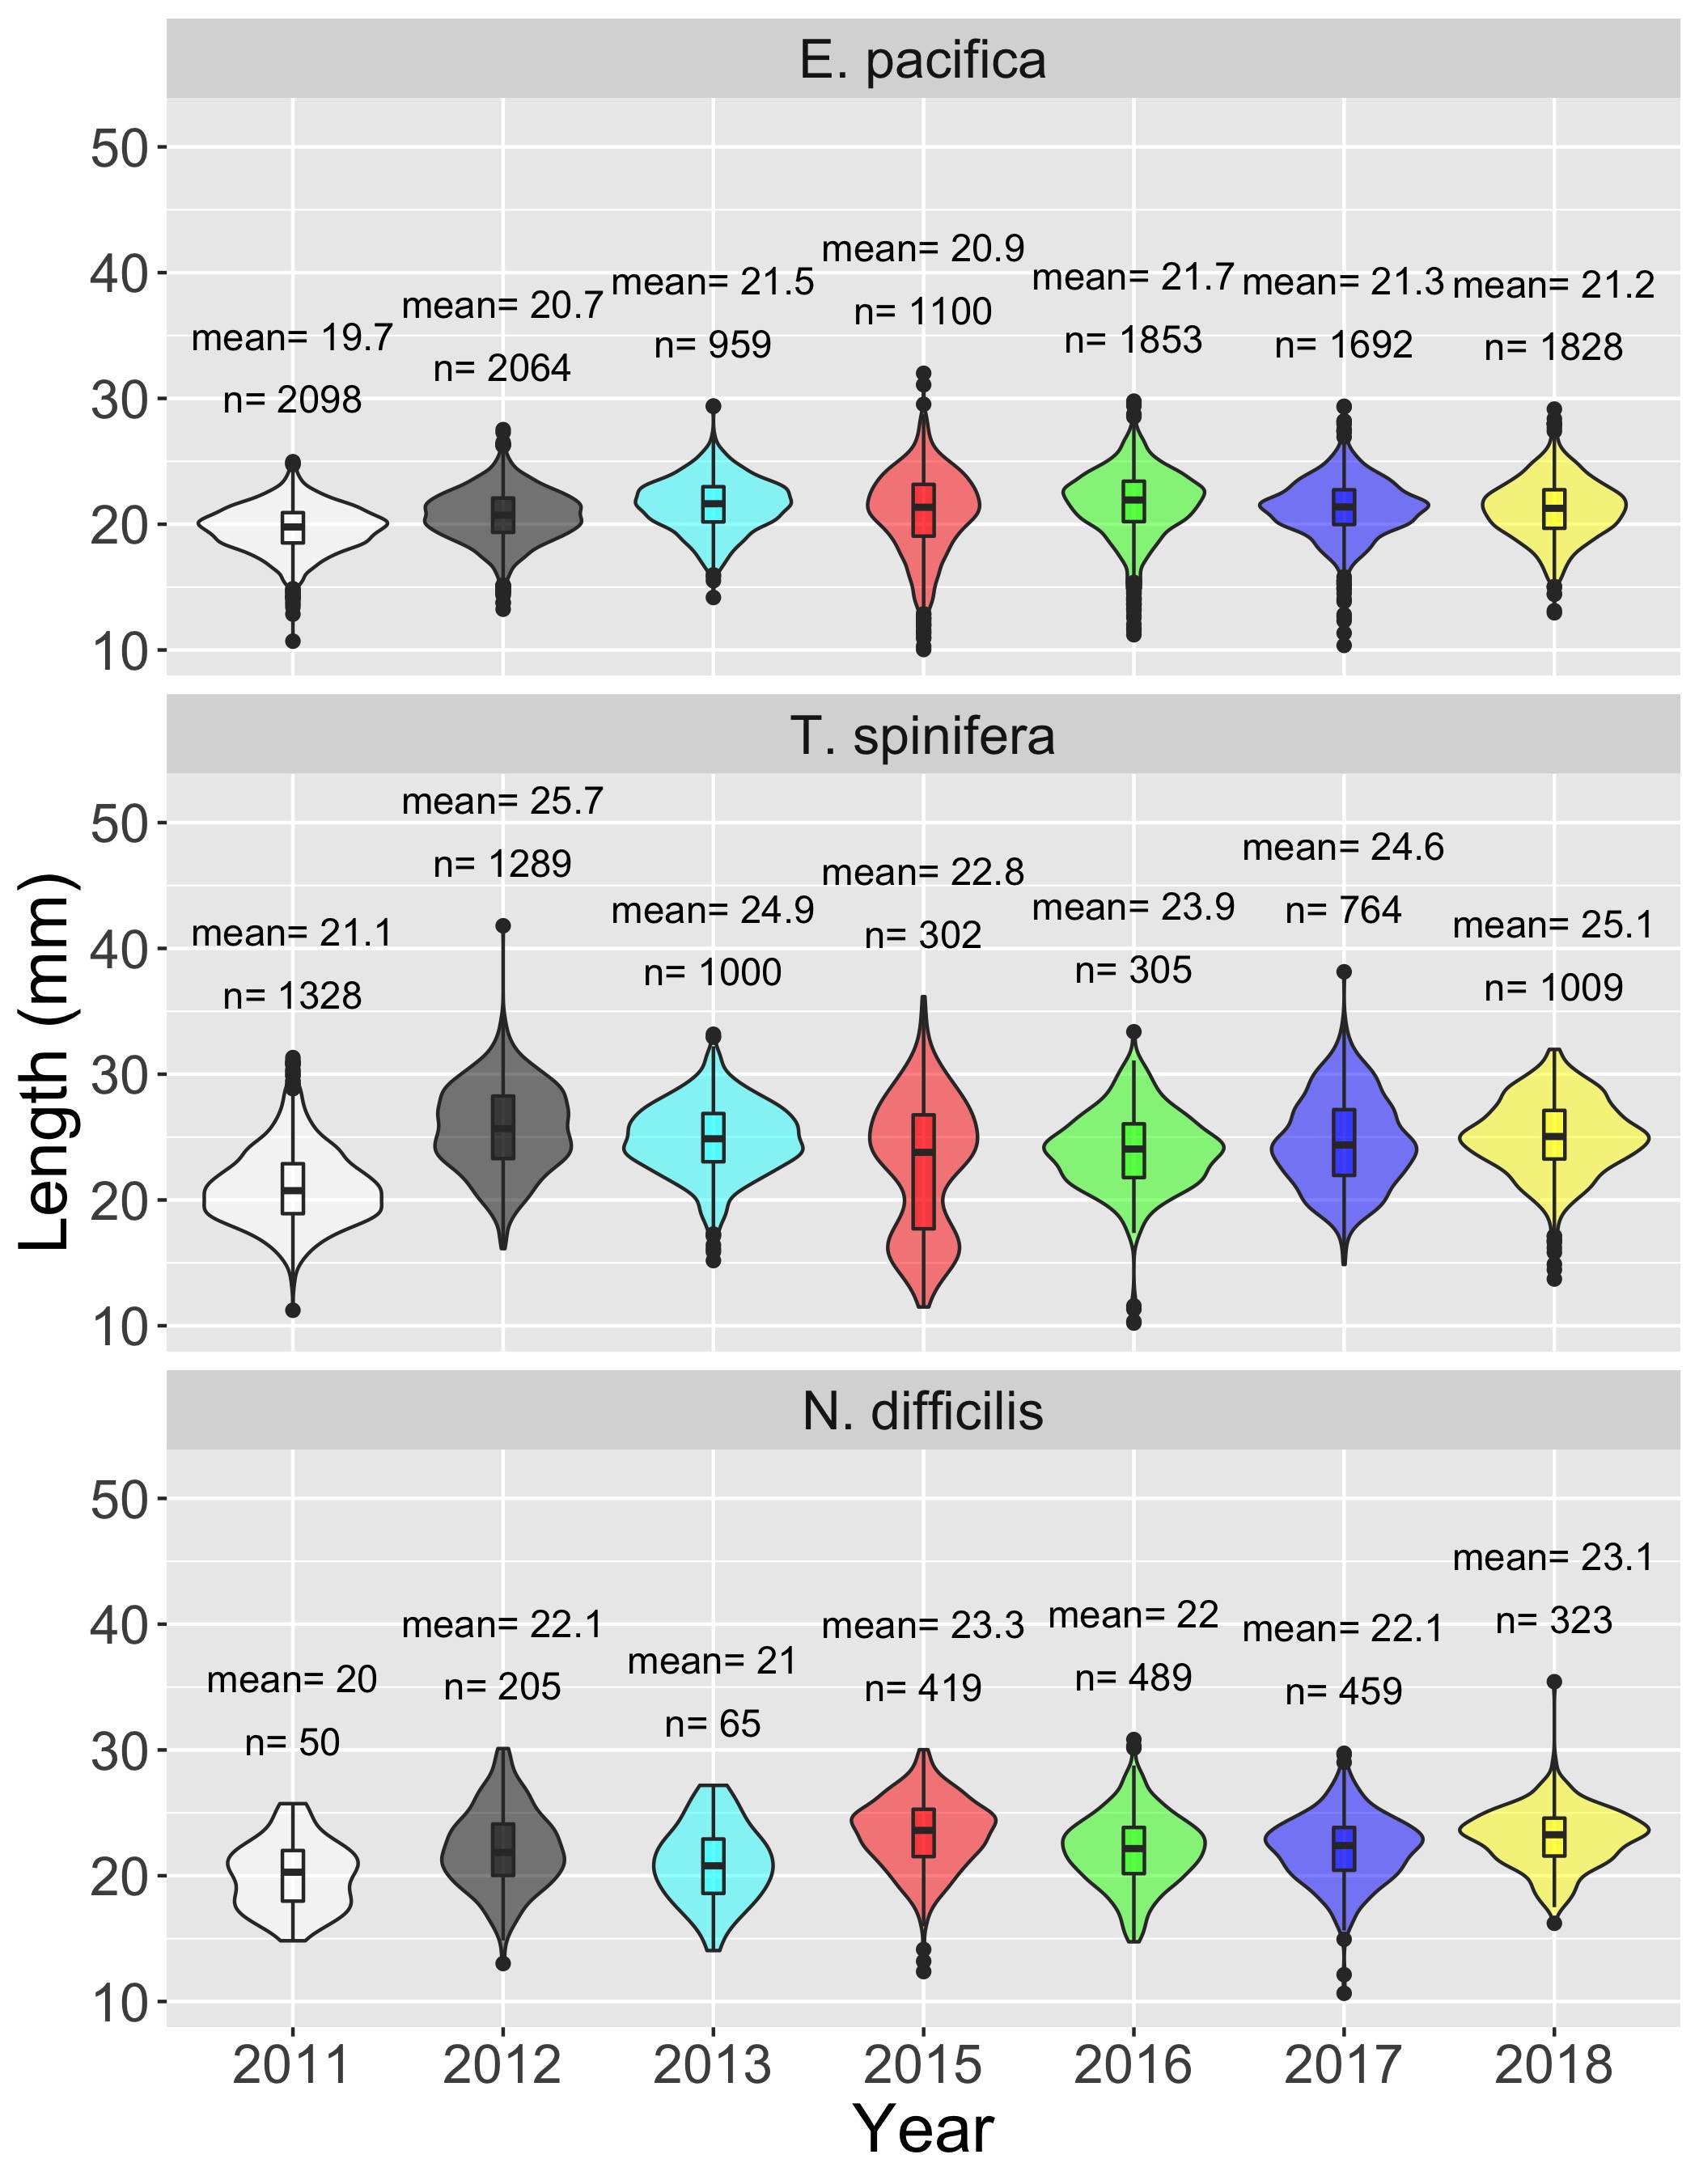 E. pacifica
50
40
30
20
10
mean= 19.7
n= 2098
mean= 20.7
n= 2064
mean= 21.5
n= 959
mean= 20.9
n= 1100
mean= 21.7
n= 1853
mean= 21.3
n= 1692
mean= 21.2
n= 1828
T. spinifera
50
40
30
20
10
mean= 21.1
n= 1328
mean= 25.7
n= 1289
mean= 24.9
n= 1000
mean= 22.8
n= 302
mean= 23.9
n= 305
mean= 24.6
n= 764
mean= 25.1
n= 1009
Length (mm)
N. difficilis
50
40
30
20
10
mean= 20
n= 50
mean= 22.1
n= 205
mean= 21
n= 65
mean= 23.3
n= 419
mean= 22
n= 489
mean= 22.1
n= 459
mean= 23.1
n= 323
2011 2012 2013 2015 2016 2017 2018
Year